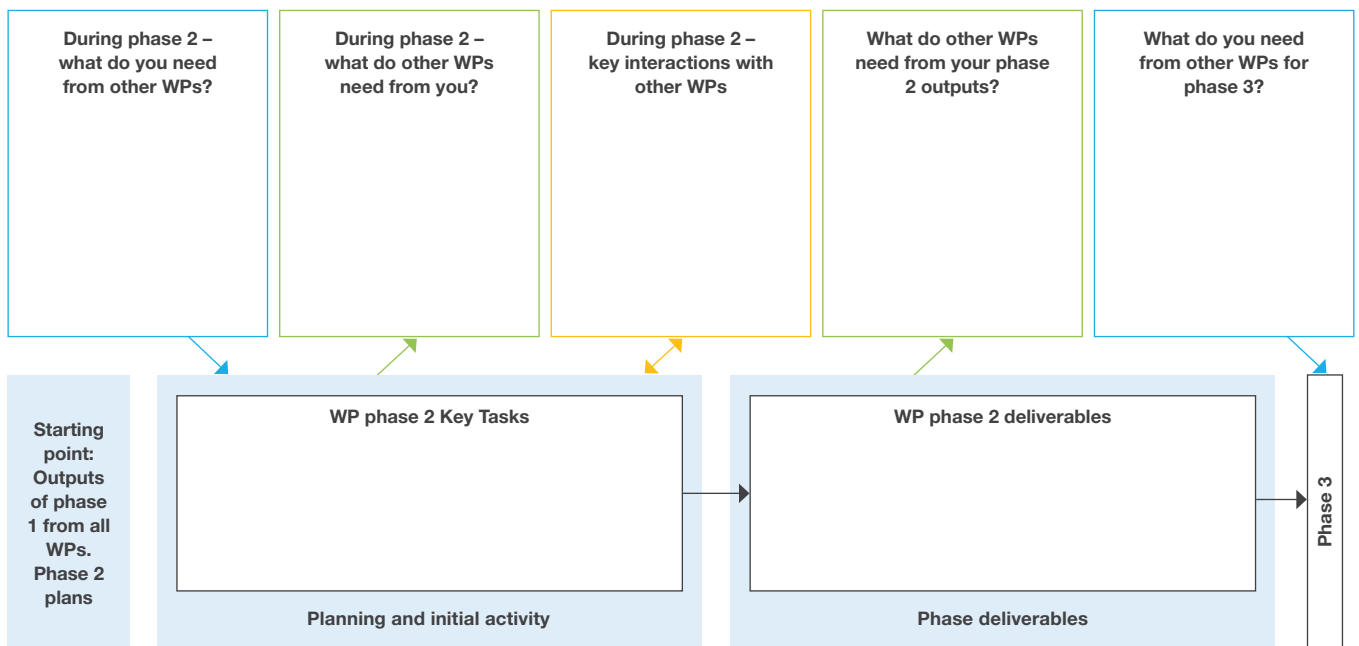 During phase 2 –
what do you need
from other WPs?
During phase 2 –
what do other WPs
need from you?
During phase 2 –
key interactions with
other WPs
What do other WPs
need from your phase
2 outputs?
What do you need
from other WPs for
phase 3?
Starting
point:
Outputs
of phase
1 from all
WPs.
Phase 2
plans
WP phase 2 Key Tasks
Planning and initial activity
WP phase 2 deliverables
Phase deliverables
Phase 3